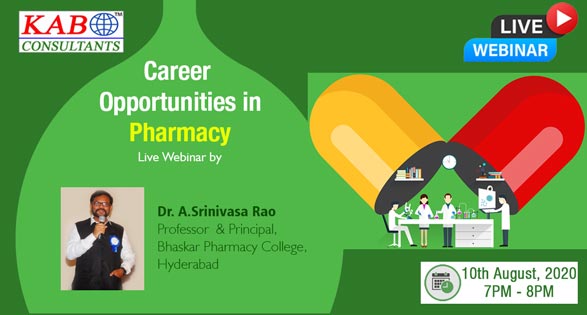 KAB TM
CONSULTANTS
LIVE
WEBINAR
Career
Opportunities in
Pharmacy
Live Webinar by
Dr. A.Srinivasa Rao
Professor & Principal,
Bhaskar Pharmacy College,
Hyderabad
10th August, 2020
7PM - 8PM